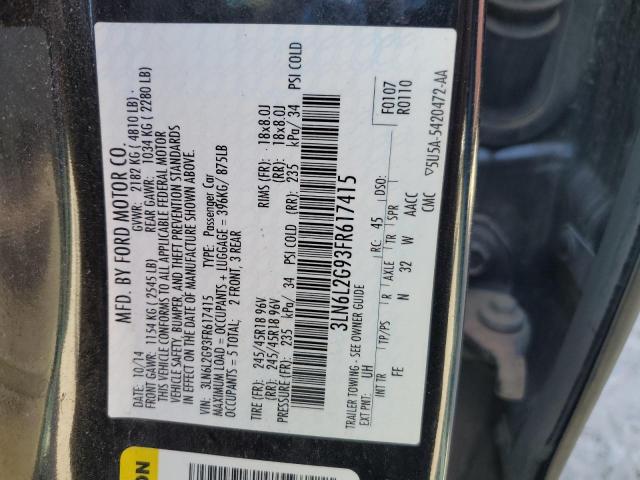 MFD. BY FORD MOTOR CO.
DATE: 10/14 GVWR: 2182 KG ( 4810 LB)
FRONT GAWR: 1154 KG ( 2545 LB) REAR GAWR: 1034 KG ( 2280 LB)
THIS VEHICLE CONFORMS TO ALL APPLICABLE FEDERAL MOTOR
VEHICLE SAFETY, BUMPER, AND THEFT PREVENTION STANDARDS
IN EFFECT ON THE DATE OF MANUFACTURE SHOWN ABOVE.
VIN: 3LN6L2G93FR617415 TYPE: Passenger Car
MAXIMUM LOAD = OCCUPANTS + LUGGAGE = 396KG/ 875LB
OCCUPANTS = 5 TOTAL: 2 FRONT, 3 REAR
TIRE (FR): 245/45R18 96V RIMS (FR): 18x8.0J
(RR): 245/45R18 96V (RR): 18x8.0J
PRESSURE (FR): 235 kPa/ 34 PSI COLD (RR): 235 kPa/ 34 PSI COLD
3LN6L2G93FR617415
F0107
R0110
TRAILER TOWING - SEE OWNER GUIDE
EXT PNT: UH RC: 45 DSO:
INT TR TP/PS R AXLE TR SPR
FE N 32 W AACC
CMC ▽5U5A-5420472-AA
ON